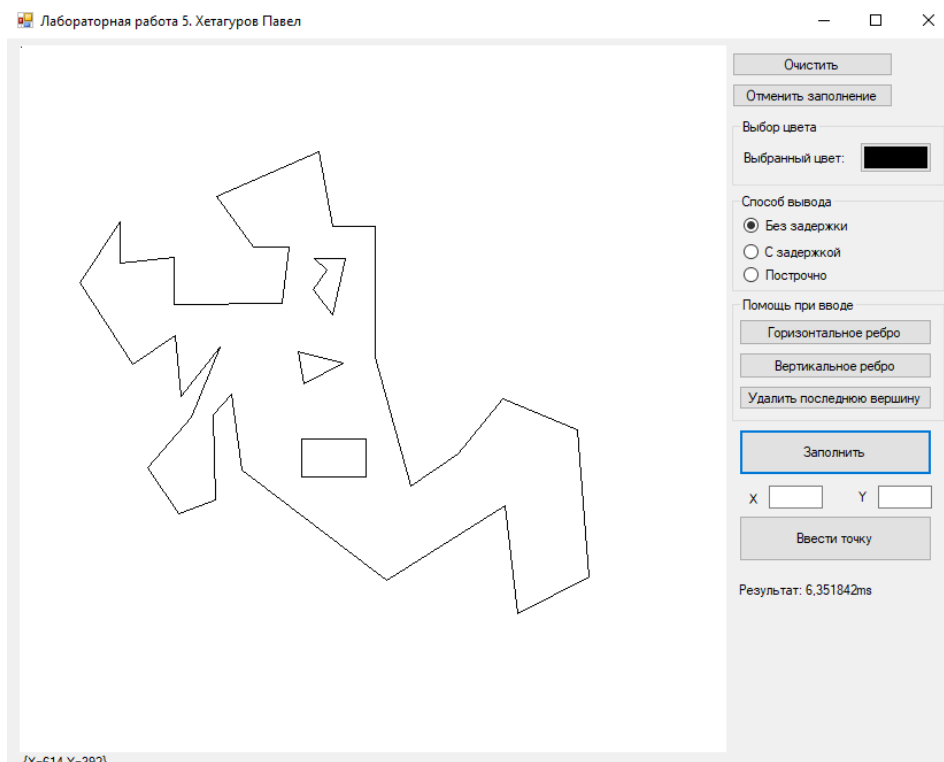 Лабораторная работа 5. Хетагуров Павел
Очистить
Отменить заполнение
Выбор цвета
Выбранный цвет:
Способ вывода
Без задержки
С задержкой
Построчно
Помощь при вводе
Горизонтальное ребро
Вертикальное ребро
Удалить последнюю вершину
Заполнить
X Y
Ввести точку
Результат: 6,351842ms